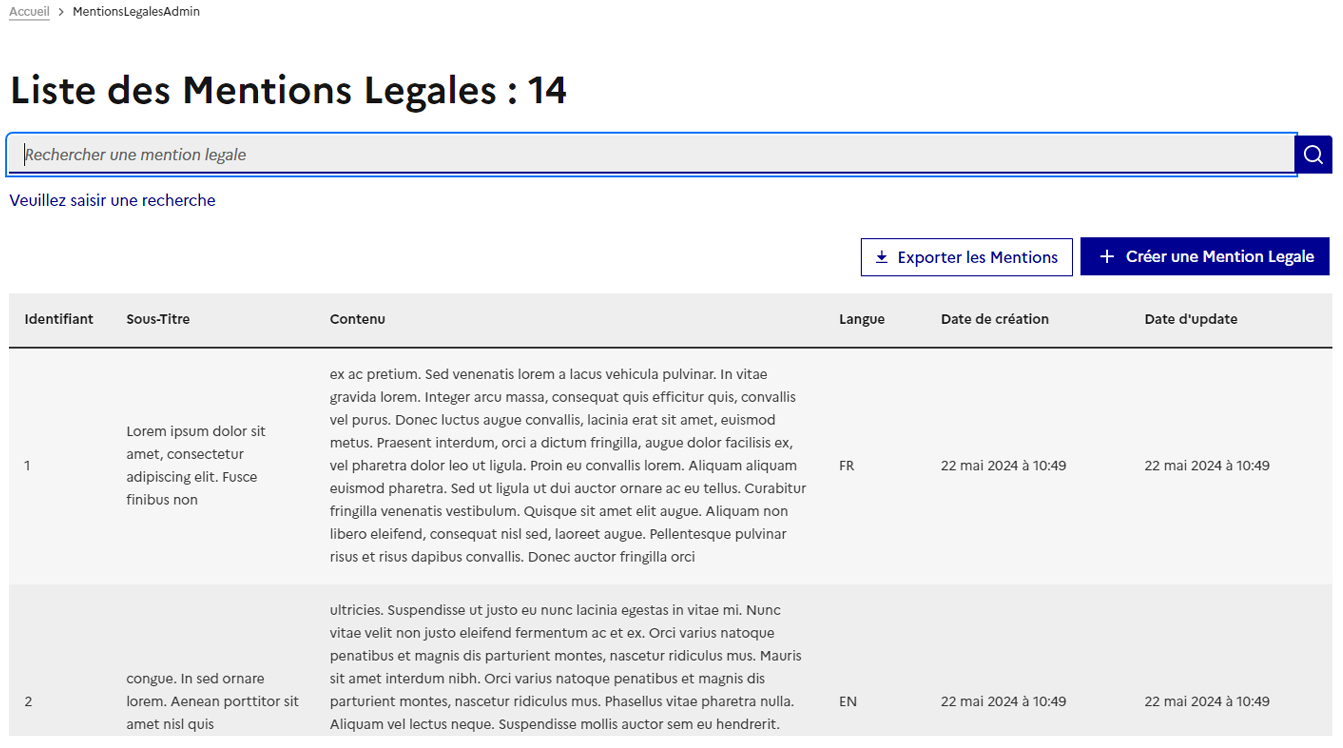 Accueil > MentionsLegalesAdmin
Liste des Mentions Legales : 14
Rechercher une mention legale
Veuillez saisir une recherche
Exporter les Mentions
Créer une Mention Legale
Identifiant Sous-Titre Contenu Langue Date de création Date d'update
1
Lorem ipsum dolor sit
amet, consectetur
adipiscing elit. Fusce
finibus non
ex ac pretium. Sed venenatis lorem a lacus vehicula pulvinar. In vitae
gravida lorem. Integer arcu massa, consequat quis efficitur quis, convallis
vel purus. Donec luctus augue convallis, lacinia erat sit amet, euismod
metus. Praesent interdum, orci a dictum fringilla, augue dolor facilisis ex,
vel pharetra dolor leo ut ligula. Proin eu convallis lorem. Aliquam aliquam
euismod pharetra. Sed ut ligula ut dui auctor ornare ac eu tellus. Curabitur
fringilla venenatis vestibulum. Quisque sit amet elit augue. Aliquam non
libero eleifend, consequat nisl sed, laoreet augue. Pellentesque pulvinar
risus et risus dapibus convallis. Donec auctor fringilla orci
FR
22 mai 2024 à 10:49
22 mai 2024 à 10:49
2
congue. In sed ornare
lorem. Aenean porttitor sit
amet nisl quis
ultricies. Suspendisse ut justo eu nunc lacinia egestas in vitae mi. Nunc
vitae velit non justo eleifend fermentum ac et ex. Orci varius natoque
penatibus et magnis dis parturient montes, nascetur ridiculus mus. Mauris
sit amet interdum nibh. Orci varius natoque penatibus et magnis dis
parturient montes, nascetur ridiculus mus. Phasellus vitae pharetra nulla.
Aliquam vel lectus neque. Suspendisse mollis auctor sem eu hendrerit.
EN
22 mai 2024 à 10:49
22 mai 2024 à 10:49